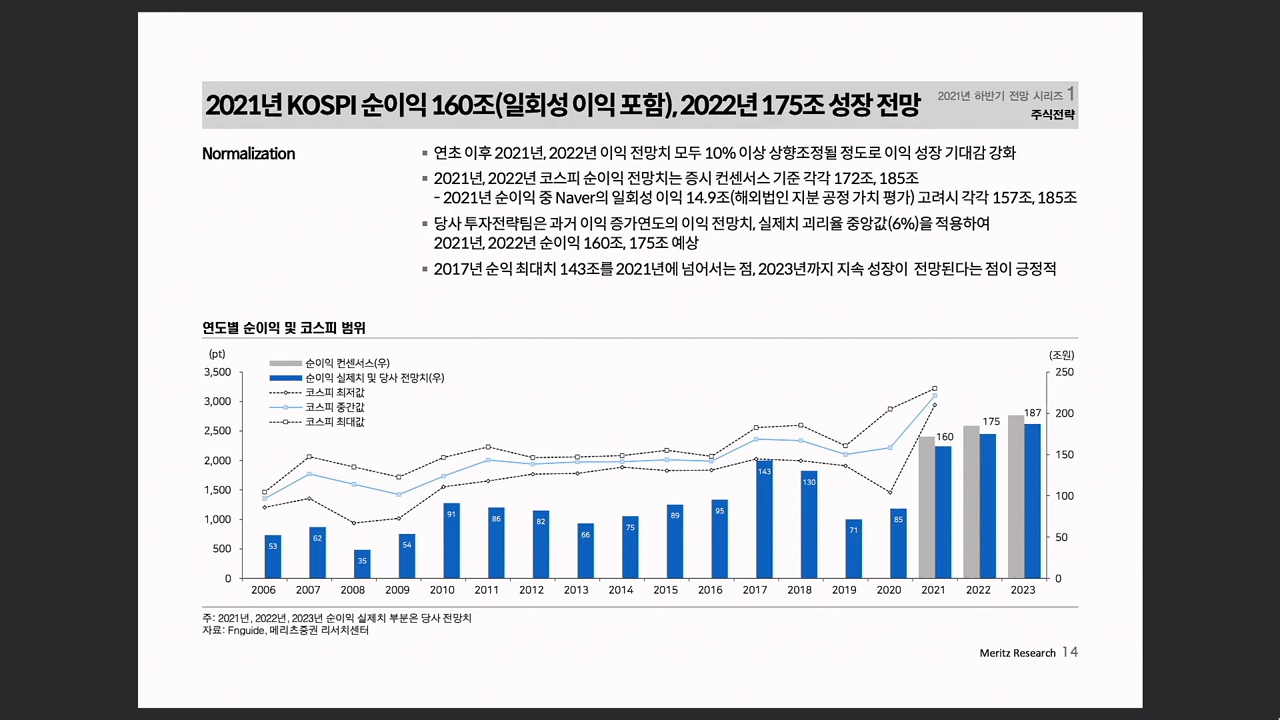 2021년 KOSPI 순이익 160조(일회성 이익 포함), 2022년 175조 성장 전망
2021년 하반기 전망 시리즈 1
주식전략
Normalization
▪ 연초 이후 2021년, 2022년 이익 전망치 모두 10% 이상 상향조정될 정도로 이익 성장 기대감 강화
▪ 2021년, 2022년 코스피 순이익 전망치는 증시 컨센서스 기준 각각 172조, 185조
- 2021년 순이익 중 Naver의 일회성 이익 14.9조(해외법인 지분 공정 가치 평가) 고려시 각각 157조, 185조
▪ 당사 투자전략팀은 과거 이익 증가연도의 이익 전망치, 실제치 괴리율 중앙값(6%)을 적용하여
2021년, 2022년 순이익 160조, 175조 예상
▪ 2017년 순익 최대치 143조를 2021년에 넘어서는 점, 2023년까지 지속 성장이 전망된다는 점이 긍정적
연도별 순이익 및 코스피 범위
(pt)
(조원)
순이익 컨센서스(우)
순이익 실제치 및 당사 전망치(우)
코스피 최저값
코스피 중간값
코스피 최대값
3,500
3,000
2,500
2,000
1,500
1,000
500
0
250
200
150
100
50
0
53
62
35
54
91
86
82
66
75
89
95
143
130
71
85
160
175
187
2006 2007 2008 2009 2010 2011 2012 2013 2014 2015 2016 2017 2018 2019 2020 2021 2022 2023
주: 2021년, 2022년, 2023년 순이익 실제치 부분은 당사 전망치
자료: Fnguide, 메리츠증권 리서치센터
Meritz Research 14